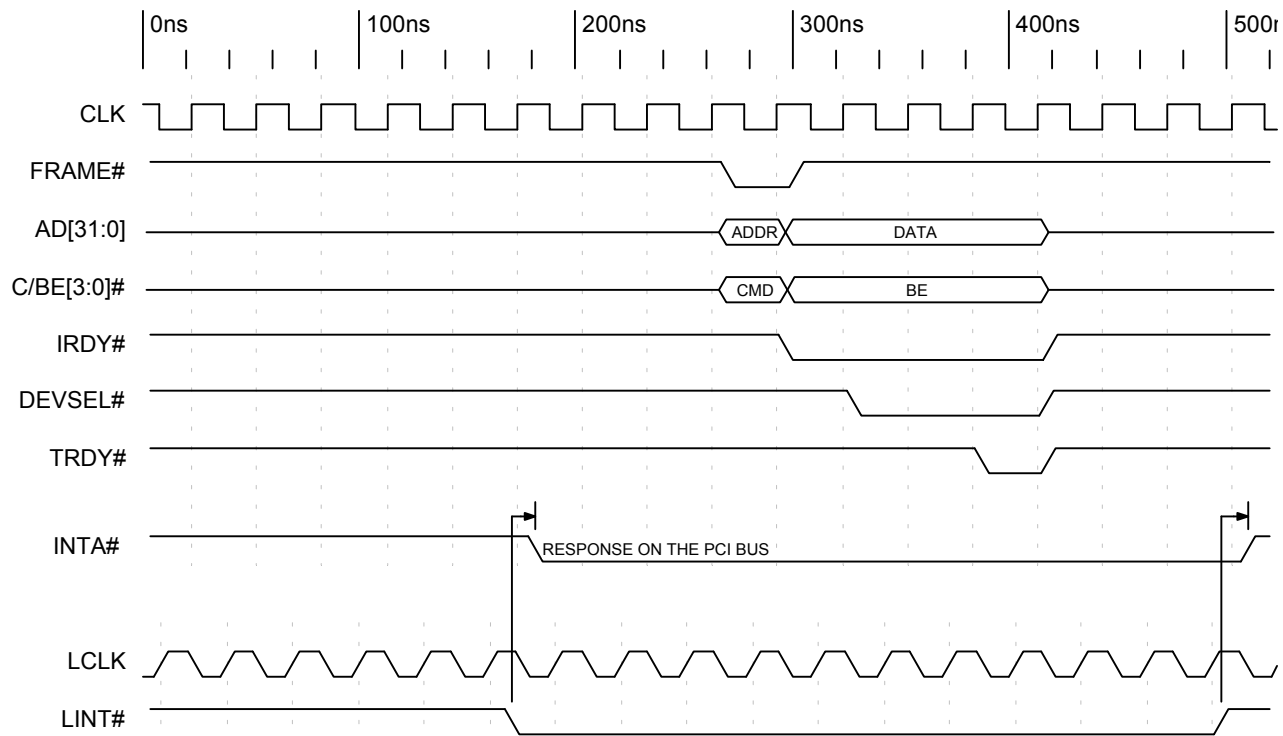 0ns 100ns 200ns 300ns 400ns 500n
CLK
FRAME#
AD[31:0] ADDR DATA
C/BE[3:0]# CMD BE
IRDY#
DEVSEL#
TRDY#
INTA# RESPONSE ON THE PCI BUS
LCLK
LINT#